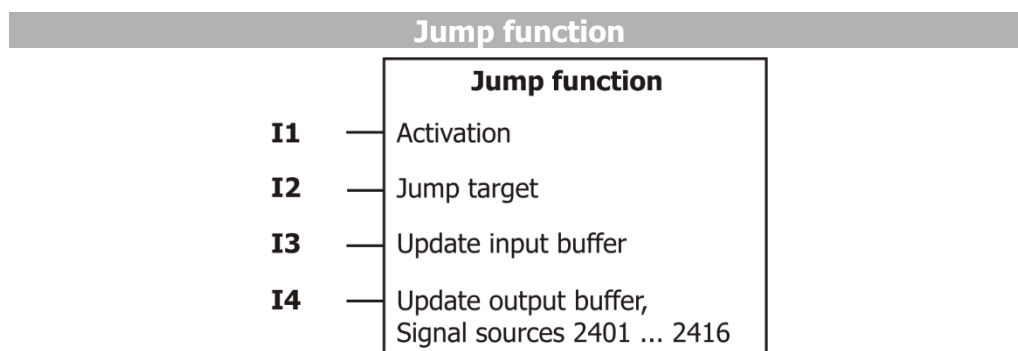 Jump function
Jump function
I1 Activation
I2 Jump target
I3 Update input buffer
I4 Update output buffer,
Signal sources 2401 ... 2416